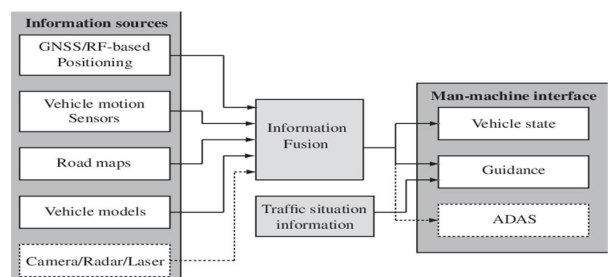 Information sources
GNSS/RF-based
Positioning
Vehicle motion
Sensors
Road maps
Vehicle models
Camera/Radar/Laser
Information
Fusion
Traffic situation
information
Man-machine interface
Vehicle state
Guidance
ADAS